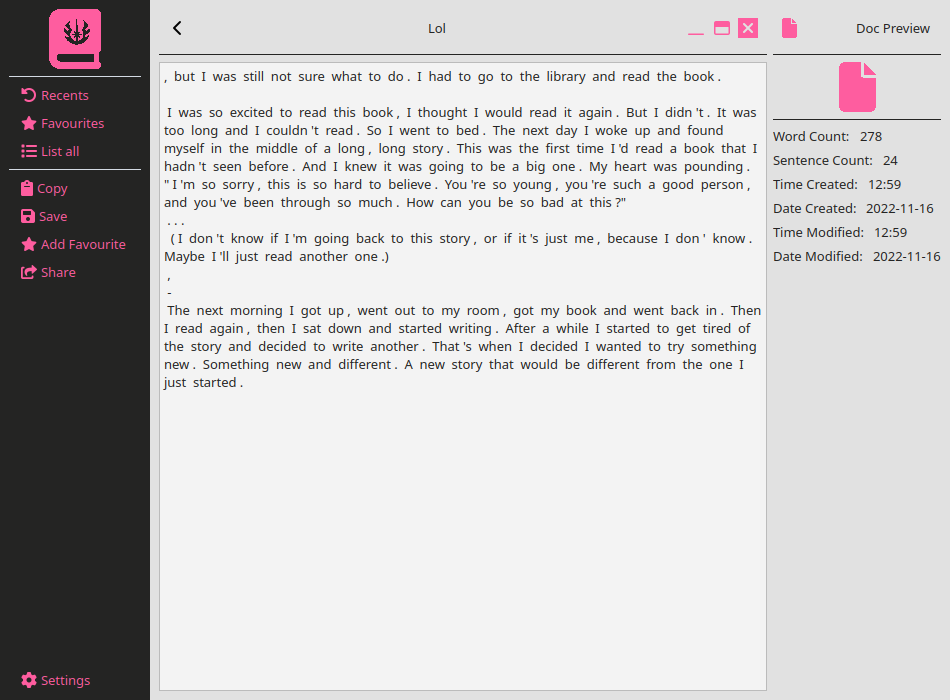 Lol
Doc Preview
Recents
Favourites
List all
Copy
Save
Add Favourite
Share
Settings
, but I was still not sure what to do . I had to go to the library and read the book .
I was so excited to read this book , I thought I would read it again . But I didn 't . It was
too long and I couldn 't read . So I went to bed . The next day I woke up and found
myself in the middle of a long , long story . This was the first time I 'd read a book that I
hadn 't seen before . And I knew it was going to be a big one . My heart was pounding .
" I 'm so sorry , this is so hard to believe . You 're so young , you 're such a good person ,
and you 've been through so much . How can you be so bad at this ?"
. . .
( I don 't know if I 'm going back to this story , or if it 's just me , because I don ' know .
Maybe I 'll just read another one .)
,
-
The next morning I got up , went out to my room , got my book and went back in . Then
I read again , then I sat down and started writing . After a while I started to get tired of
the story and decided to write another . That 's when I decided I wanted to try something
new . Something new and different . A new story that would be different from the one I
just started .
Word Count: 278
Sentence Count: 24
Time Created: 12:59
Date Created: 2022-11-16
Time Modified: 12:59
Date Modified: 2022-11-16